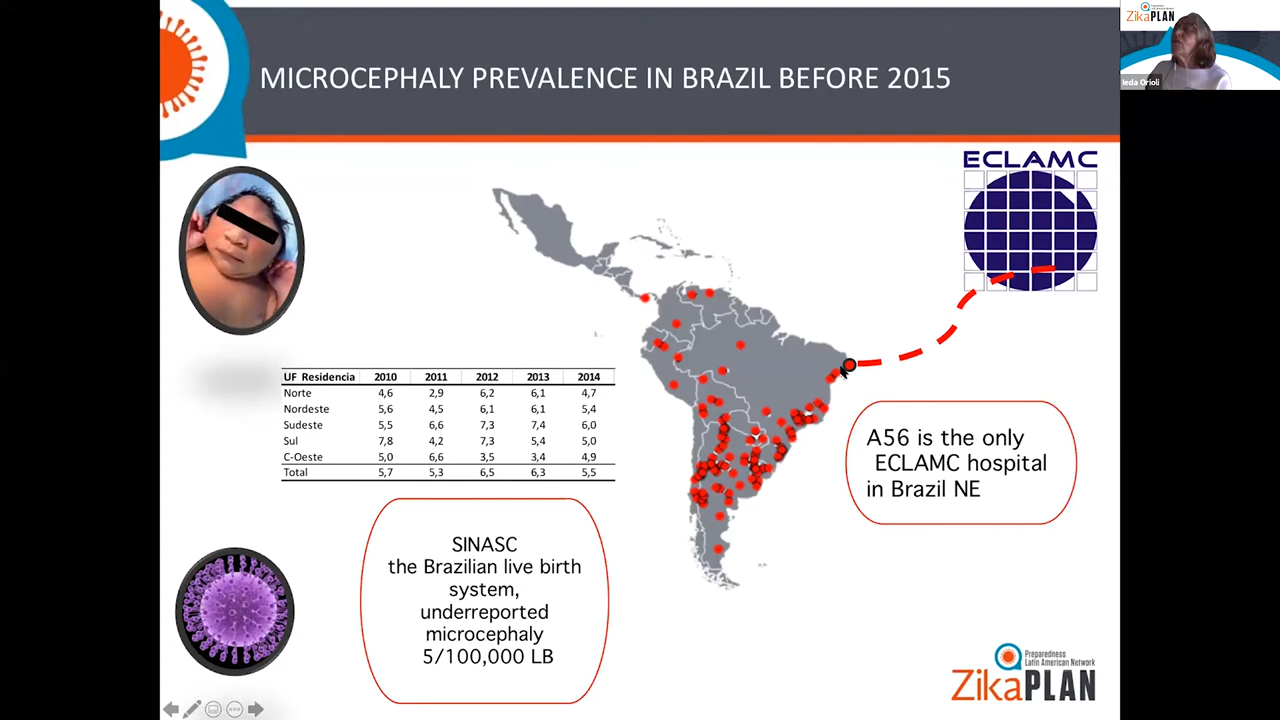 MICROCEPHALY PREVALENCE IN BRAZIL BEFORE 2015
ZikaPLAN
Ieda Orioli
ECLAMC
UF Residencia 2010 2011 2012 2013 2014
Norte 4,6 2,9 6,2 6,1 4,7
Nordeste 5,6 4,5 6,1 6,1 5,4
Sudeste 5,5 6,6 7,3 7,4 6,0
Sul 7,8 4,2 7,3 5,4 5,0
C-Oeste 5,0 6,6 3,5 3,4 4,9
Total 5,7 5,3 6,5 6,3 5,5
A56 is the only
ECLAMC hospital
in Brazil NE
SINASC
the Brazilian live birth
system,
underreported
microcephaly
5/100,000 LB
Preparedness
Latin American Network
ZikaPLAN